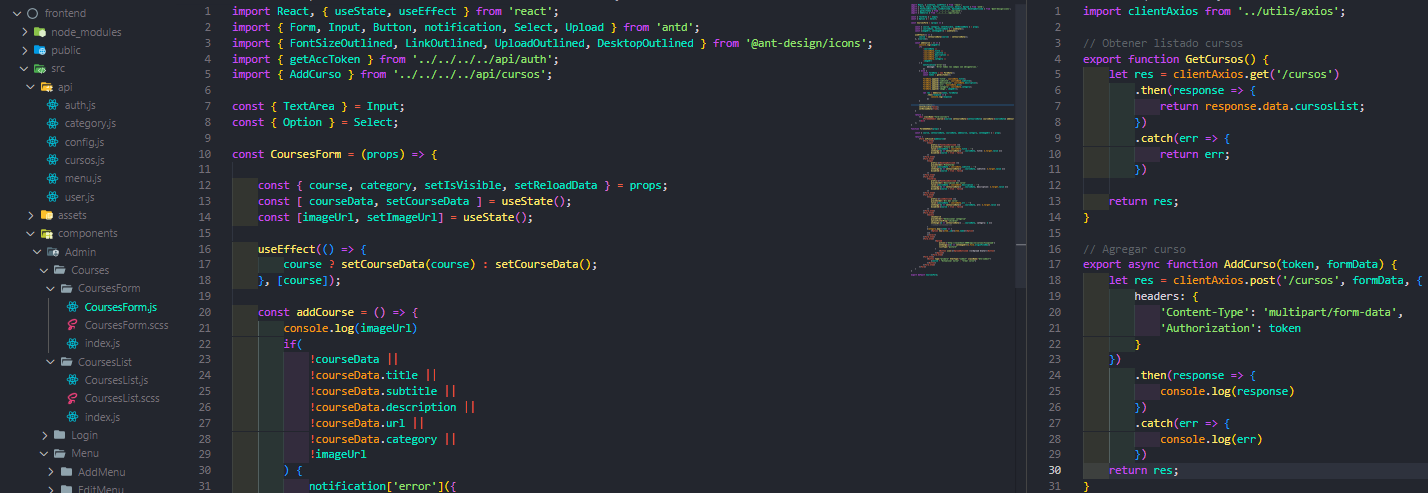 frontend
node_modules
public
src
api
auth.js
category.js
config.js
cursos.js
menu.js
user.js
assets
components
Admin
Courses
CoursesForm
CoursesForm.js
CoursesForm.scss
index.js
CoursesList
CoursesList.js
CoursesList.scss
index.js
Login
Menu
AddMenu
EditMenu
1 import React, { useState, useEffect } from 'react';
2 import { Form, Input, Button, notification, Select, Upload } from 'antd';
3 import { FontSizeOutlined, LinkOutlined, UploadOutlined, DesktopOutlined } from '@ant-design/icons';
4 import { getAccToken } from '../../../../api/auth';
5 import { AddCurso } from '../../../../api/cursos';
6
7 const { TextArea } = Input;
8 const { Option } = Select;
9
10 const CoursesForm = (props) => {
11
12 const { course, category, setIsVisible, setReloadData } = props;
13 const [ courseData, setCourseData ] = useState();
14 const [imageUrl, setImageUrl] = useState();
15
16 useEffect(() => {
17 course ? setCourseData(course) : setCourseData();
18 }, [course]);
19
20 const addCourse = () => {
21 console.log(imageUrl)
22 if(
23 !courseData ||
24 !courseData.title ||
25 !courseData.subtitle ||
26 !courseData.description ||
27 !courseData.url ||
28 !courseData.category ||
29 !imageUrl
30 ) {
31 notification['error']({
1 import clientAxios from '../utils/axios';
2
3 // Obtener listado cursos
4 export function GetCursos() {
5 let res = clientAxios.get('/cursos')
6 .then(response => {
7 return response.data.cursosList;
8 })
9 .catch(err => {
10 return err;
11 })
12
13 return res;
14 }
15
16 // Agregar curso
17 export async function AddCurso(token, formData) {
18 let res = clientAxios.post('/cursos', formData, {
19 headers: {
20 'Content-Type': 'multipart/form-data',
21 'Authorization': token
22 }
23 })
24 .then(response => {
25 console.log(response)
26 })
27 .catch(err => {
28 console.log(err)
29 })
30 return res;
31 }